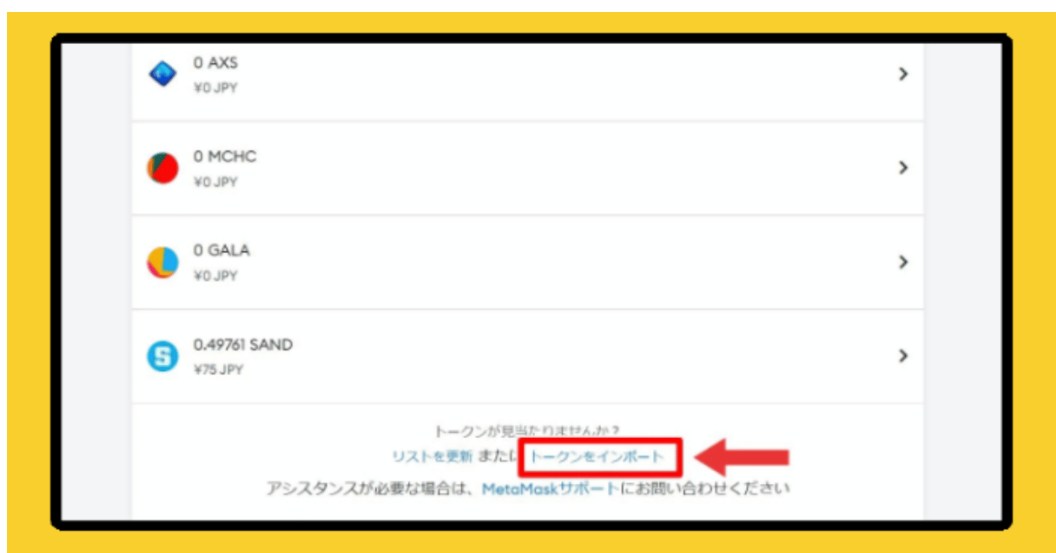 0 AXS
¥0 JPY
0 MCHC
¥0 JPY
0 GALA
¥0 JPY
0.49761 SAND
¥75 JPY
トークンが見当たりませんか？
リストを更新 または トークンをインポート
アシスタンスが必要な場合は、MetaMaskサポートにお問い合わせください